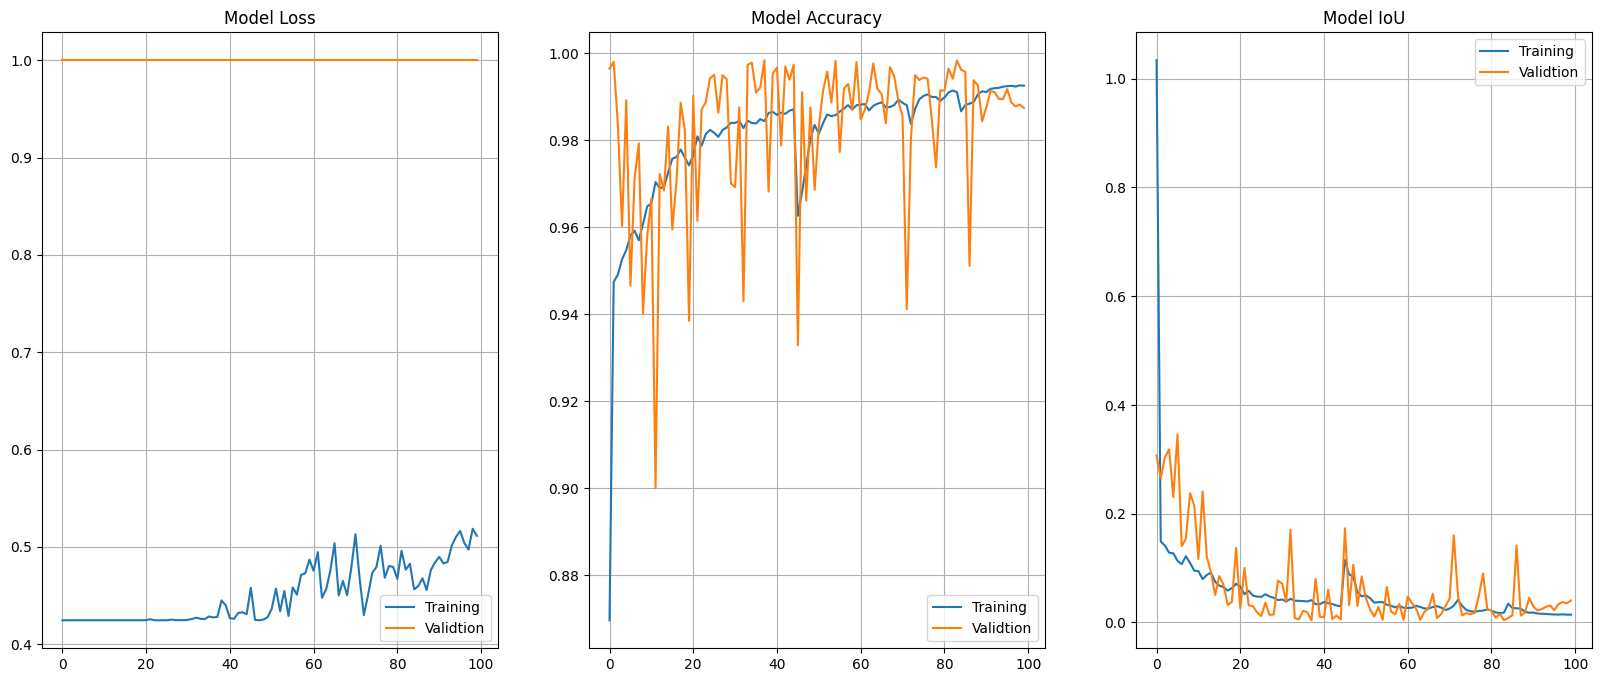 Model Loss
1.0
0.9
0.8
0.7
0.6
0.5
0.4
0 20 40 60 80 100
Training
Validtion
Model Accuracy
1.00
0.98
0.96
0.94
0.92
0.90
0.88
0 20 40 60 80 100
Training
Validtion
Model IoU
1.0
0.8
0.6
0.4
0.2
0.0
0 20 40 60 80 100
Training
Validtion